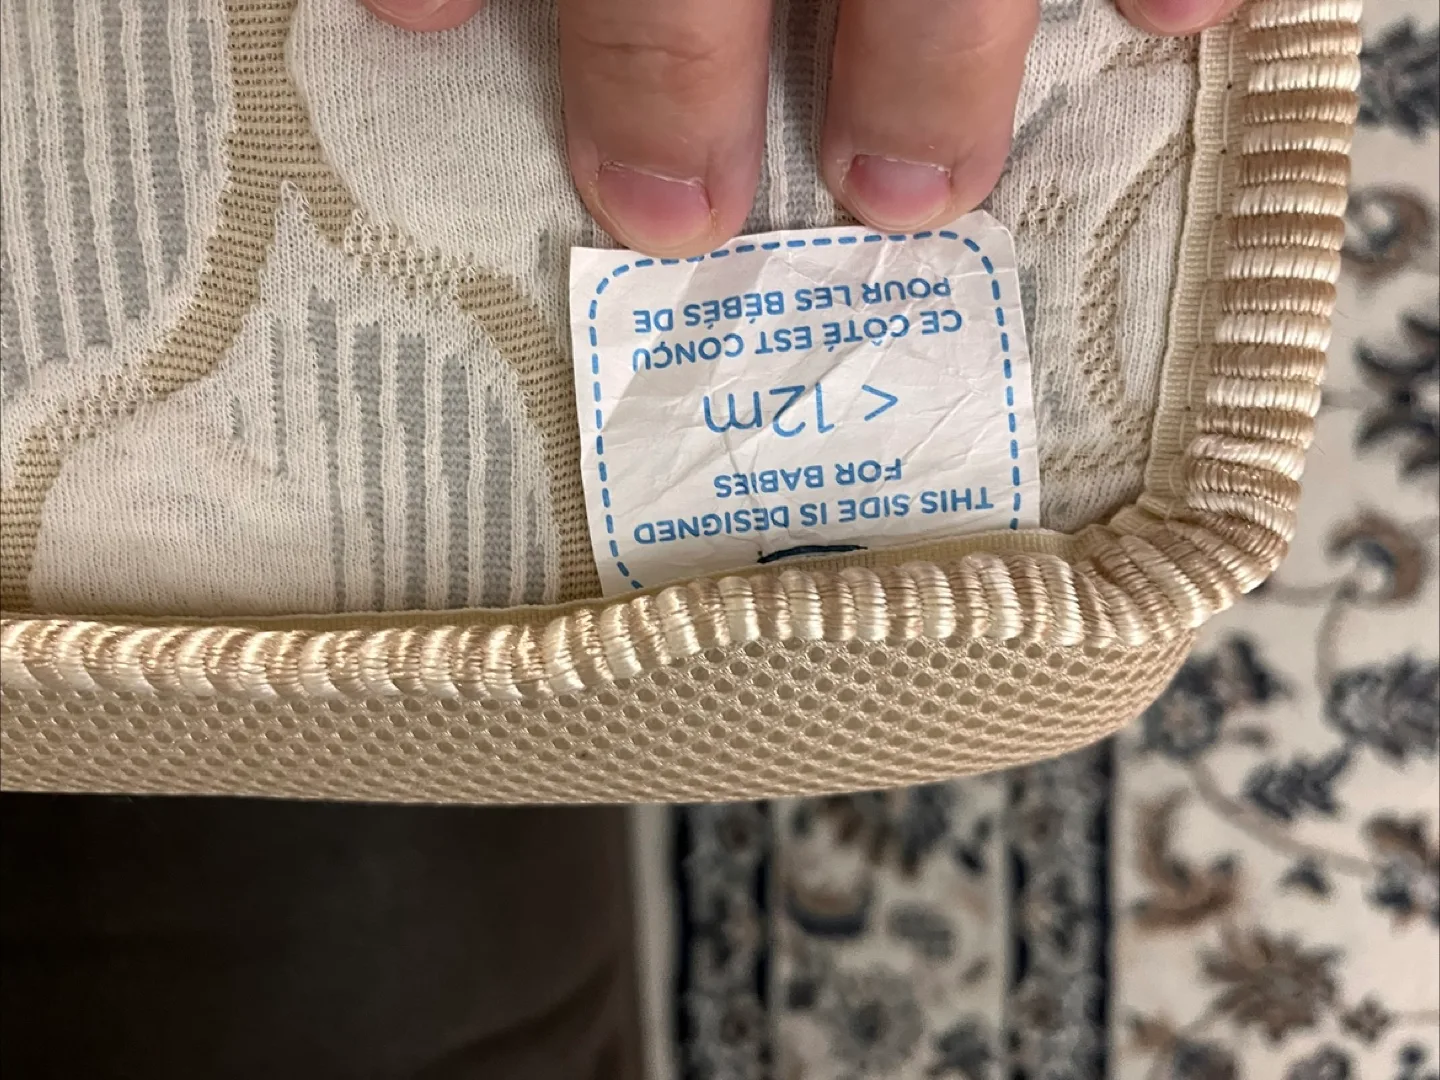 THIS SIDE IS DESIGNED
FOR BABIES
< 12m
CE CÔTÉ EST CONÇU
POUR LES BÉBÉS DE